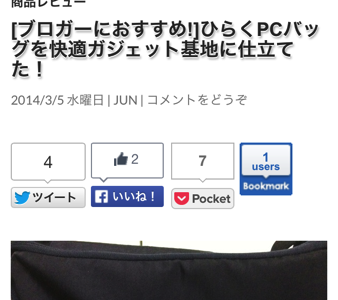 商品レビュー
[ブロガーにおすすめ!]ひらくPCバッ
グを快適ガジェット基地に仕立て
た！
2014/3/5 水曜日 | JUN | コメントをどうぞ
4
2
7
1
users
ツイート
いいね！
Pocket
Bookmark